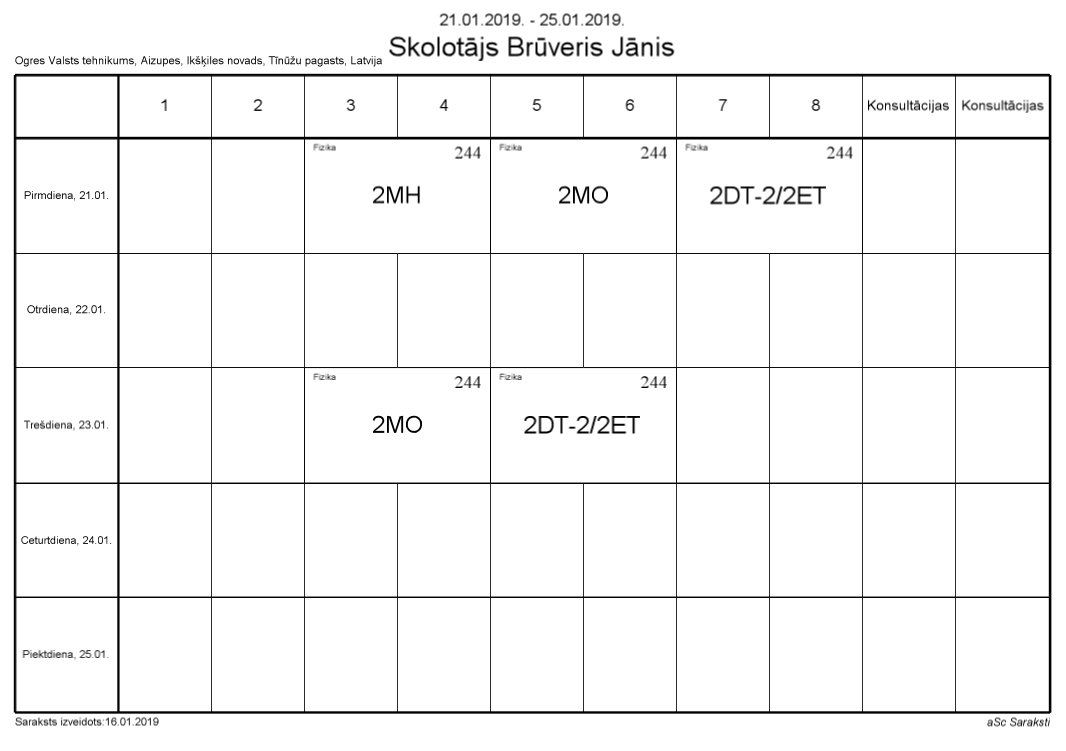 21.01.2019. - 25.01.2019.
Skolotājs Brūveris Jānis
Ogres Valsts tehnikums, Aizupes, Ikšķiles novads, Tīnūžu pagasts, Latvija
1 2 3 4 5 6 7 8 Konsultācijas Konsultācijas
Fizika 244 Fizika 244 Fizika 244
Pirmdiena, 21.01. 2MH 2MO 2DT-2/2ET
Otrdiena, 22.01.
Fizika 244 Fizika 244
Trešdiena, 23.01. 2MO 2DT-2/2ET
Ceturtdiena, 24.01.
Piektdiena, 25.01.
Saraksts izveidots:16.01.2019 aSc Saraksti